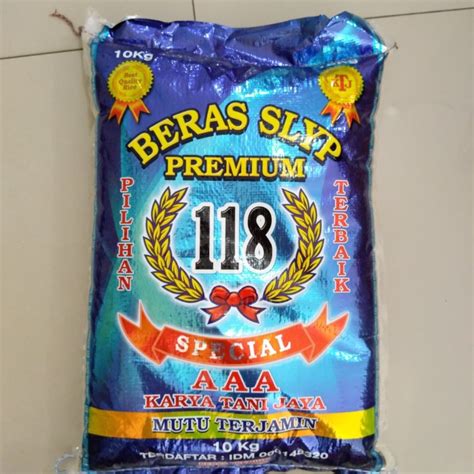 10Kg
Best
Quality
Rice
BERAS SLYP
PREMIUM
PILIHAN
118
TERBAIK
SPECIAL
AAA
KARYA TANI JAYA
MUTU TERJAMIN
10 Kg
TERDAFTAR : IDM